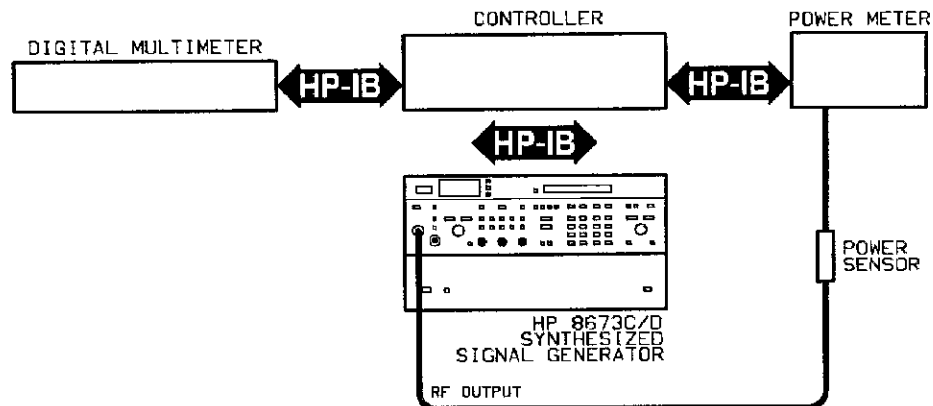 CONTROLLER
POWER METER
DIGITAL MULTIMETER
HP-IB
HP-IB
HP-IB
POWER
SENSOR
HP 8673C/D
SYNTHESIZED
SIGNAL GENERATOR
RF OUTPUT